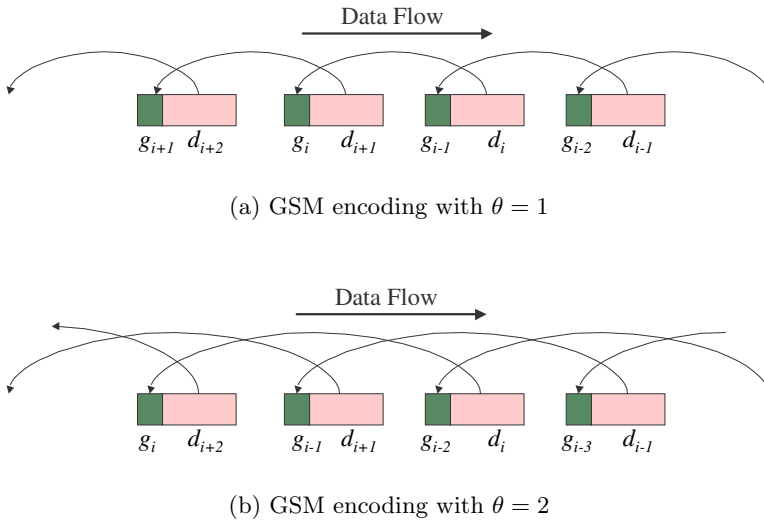 Data Flow
g_{i+1} d_{i+2} g_i d_{i+1} g_{i-1} d_i g_{i-2} d_{i-1}
(a) GSM encoding with θ = 1
Data Flow
g_i d_{i+2} g_{i-1} d_{i+1} g_{i-2} d_i g_{i-3} d_{i-1}
(b) GSM encoding with θ = 2